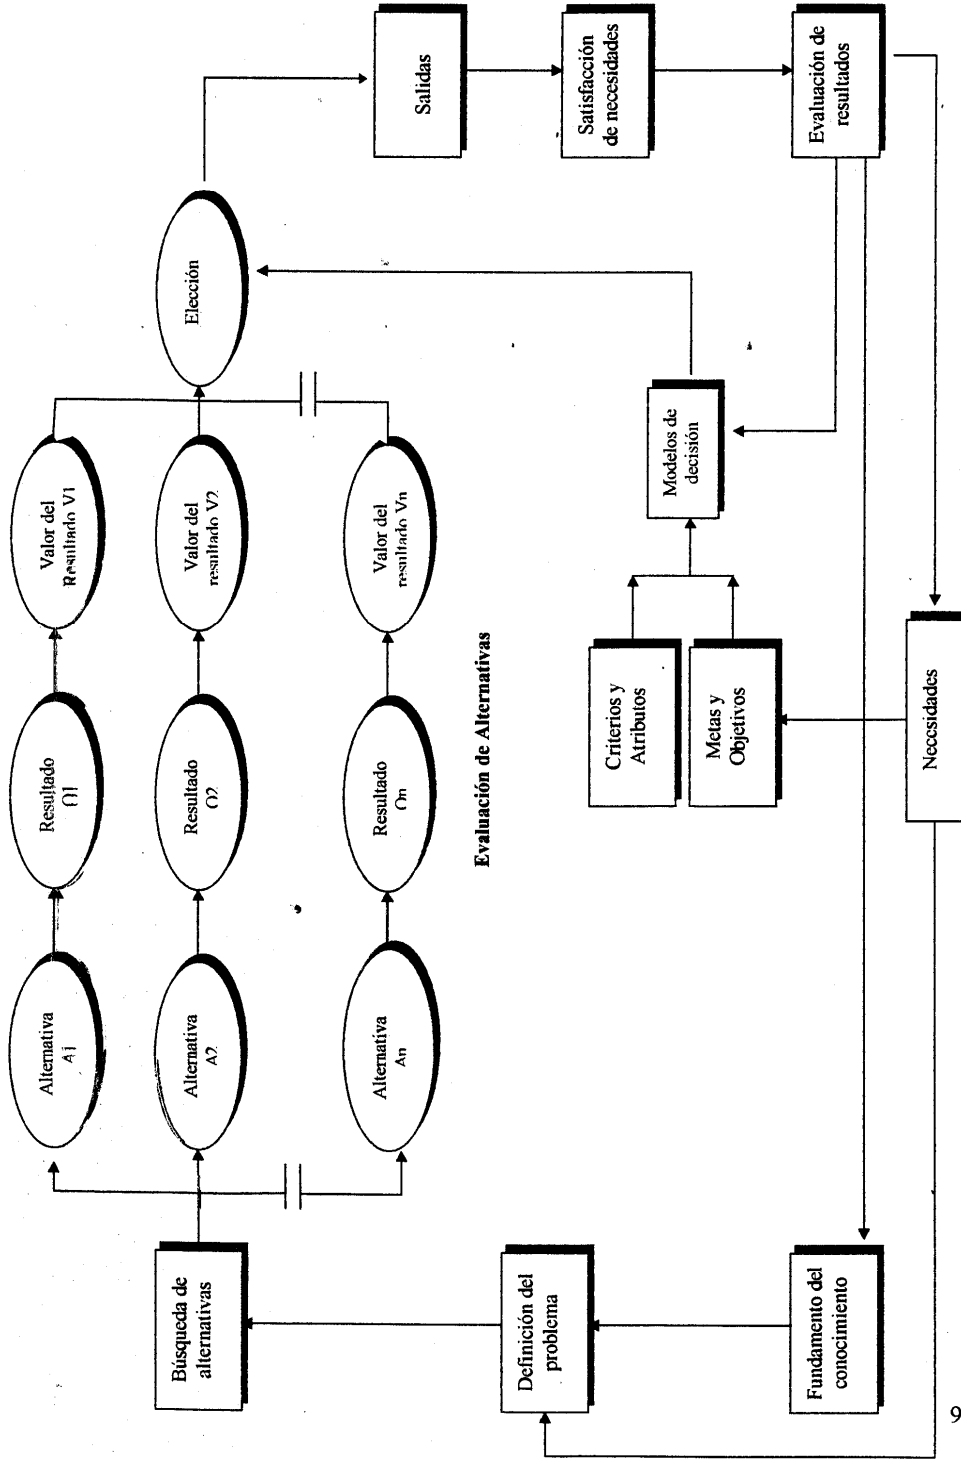 Búsqueda de
alternativas
Alternativa
A1
Resultado
O1
Valor del
Resultado V1
Alternativa
A2
Resultado
O2
Valor del
resultado V2
Alternativa
An
Resultado
On
Valor del
resultado Vn
Elección
Evaluación de Alternativas
Salidas
Definición del
problema
Satisfacción
de necesidades
Criterios y
Atributos
Modelos de
decisión
Metas y
Objetivos
Fundamento del
conocimiento
Evaluación de
resultados
Necesidades
9